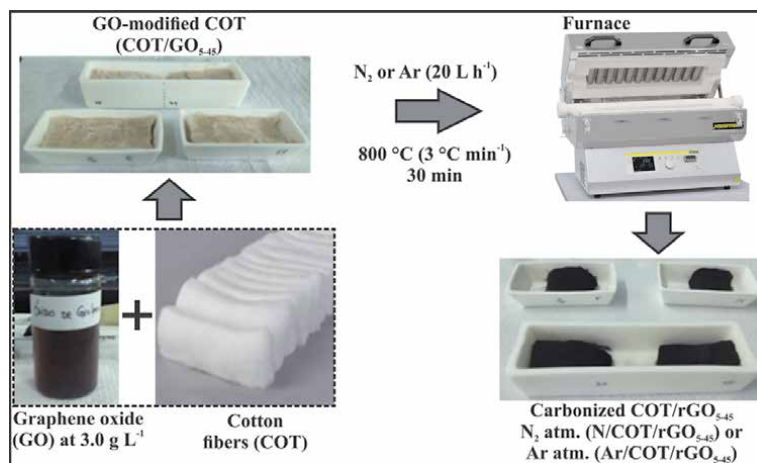 GO-modified COT
(COT/GO₅₋₄₅)
N₂ or Ar (20 L h⁻¹)
800 °C (3 °C min⁻¹)
30 min
Furnace
Graphene oxide
(GO) at 3.0 g L⁻¹
Cotton
fibers (COT)
+
Carbonized COT/rGO₅₋₄₅
N₂ atm. (N/COT/rGO₅₋₄₅) or
Ar atm. (Ar/COT/rGO₅₋₄₅)